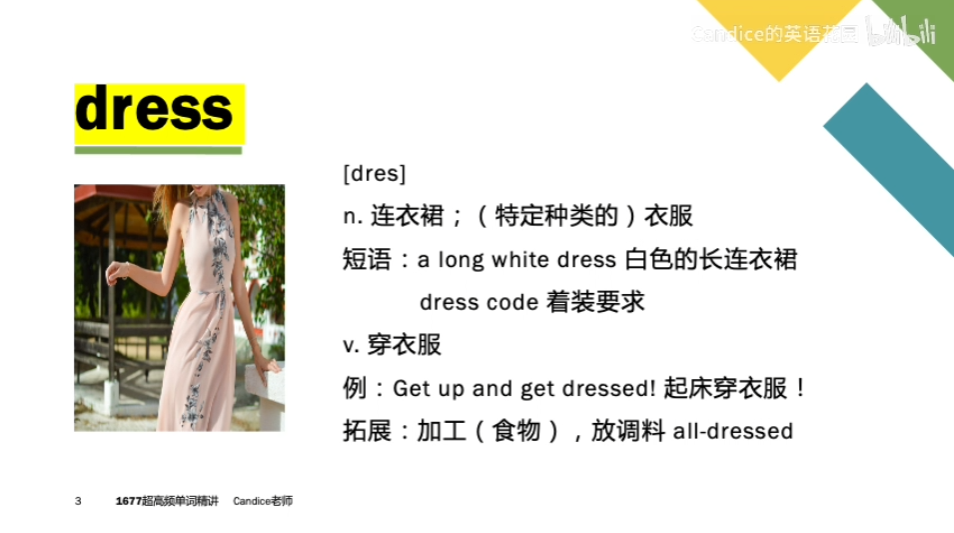 Candice的英语花园 bilibili
dress
[dres]
n. 连衣裙；（特定种类的）衣服
短语：a long white dress 白色的长连衣裙
dress code 着装要求
v. 穿衣服
例：Get up and get dressed! 起床穿衣服！
拓展：加工（食物），放调料 all-dressed
3 1677超高频单词精讲 Candice老师